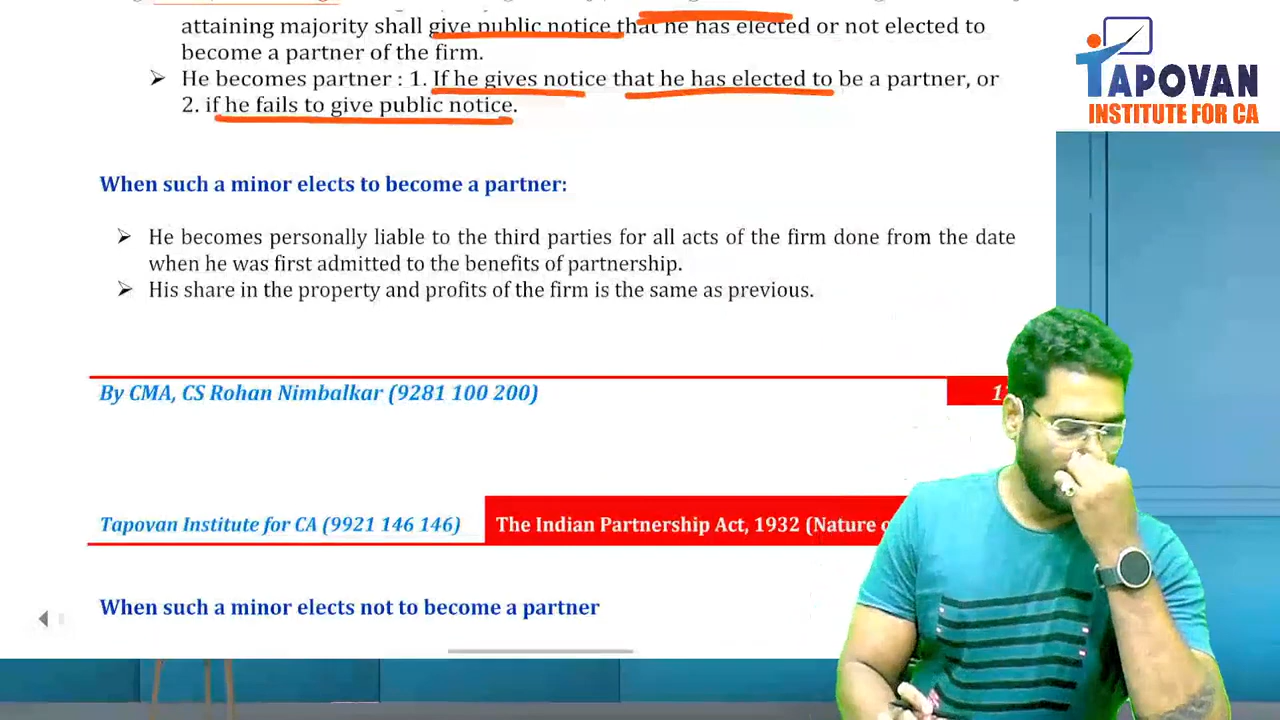 attaining majority shall give public notice that he has elected or not elected to
become a partner of the firm.
➢ He becomes partner : 1. If he gives notice that he has elected to be a partner, or
2. if he fails to give public notice.
TAPOVAN
INSTITUTE FOR CA
When such a minor elects to become a partner:
➢ He becomes personally liable to the third parties for all acts of the firm done from the date
when he was first admitted to the benefits of partnership.
➢ His share in the property and profits of the firm is the same as previous.
By CMA, CS Rohan Nimbalkar (9281 100 200)
Tapovan Institute for CA (9921 146 146)
The Indian Partnership Act, 1932 (Nature
When such a minor elects not to become a partner